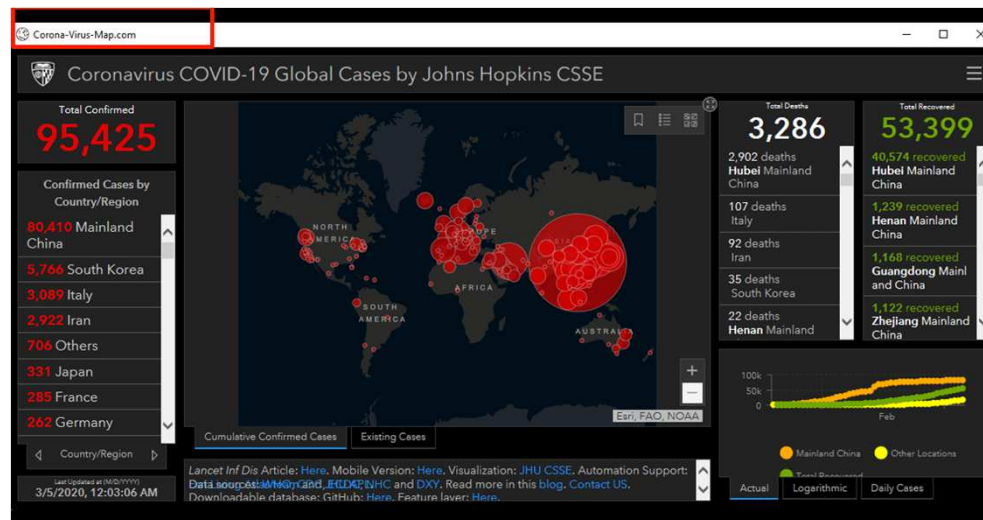 Corona-Virus-Map.com
Coronavirus COVID-19 Global Cases by Johns Hopkins CSSE
Total Confirmed
95,425
Confirmed Cases by
Country/Region
80,410 Mainland
China
5,766 South Korea
3,089 Italy
2,922 Iran
706 Others
331 Japan
285 France
262 Germany
Country/Region
Last Updated at (M/D/YYYY)
3/5/2020, 12:03:06 AM
NORTH
AMERICA
EUROPE
ASIA
AFRICA
SOUTH
AMERICA
AUSTRALIA
Esri, FAO, NOAA
Cumulative Confirmed Cases
Existing Cases
Lancet Inf Dis Article: Here. Mobile Version: Here. Visualization: JHU CSSE. Automation Support:
and DXY. Read more in this blog. Contact US.
Downloadable database: GitHub: Here. Feature layer: Here.
Total Deaths
3,286
2,902 deaths
Hubei Mainland
China
107 deaths
Italy
92 deaths
Iran
35 deaths
South Korea
22 deaths
Henan Mainland
Total Recovered
53,399
40,574 recovered
Hubei Mainland
China
1,239 recovered
Henan Mainland
China
1,168 recovered
Guangdong Mainl
and China
1,122 recovered
Zhejiang Mainland
China
100k
50k
0
Feb
Mainland China
Other Locations
Total Recovered
Actual
Logarithmic
Daily Cases